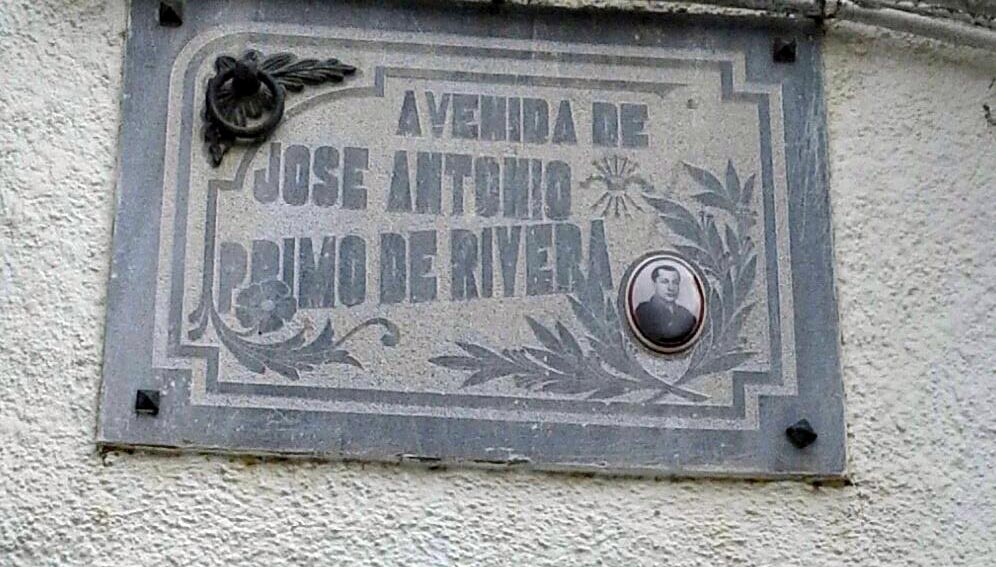 AVENIDA DE
JOSE ANTONIO
PRIMO DE RIVERA